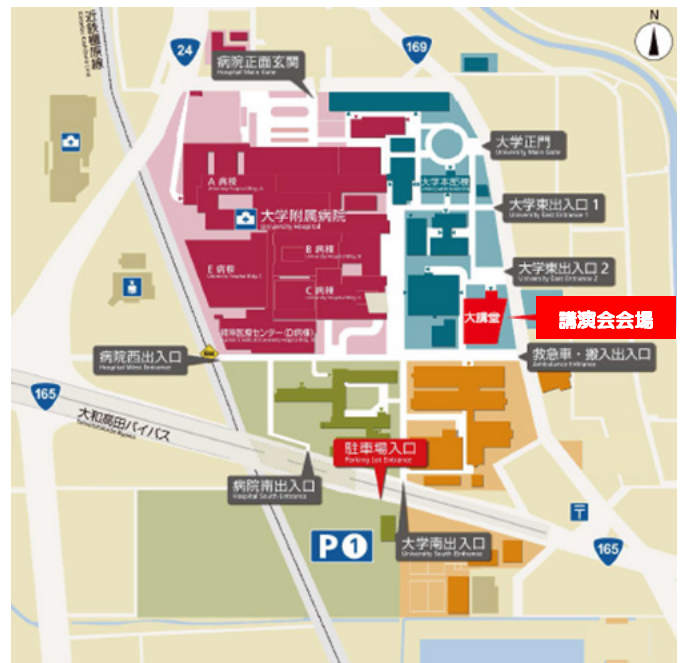 N
近鉄橿原線
24
169
病院正面玄関
Hospital Main Gate
大学正門
University Main Gate
A 病棟
大学本部棟
大学東出入口 1
University East Entrance 1
大学附属病院
University Hospital
B 病棟
E 病棟
大学東出入口 2
University East Entrance 2
C 病棟
大講堂
講演会会場
精神医療センター(D病棟)
病院西出入口
Hospital West Entrance
救急車・搬入出入口
Ambulance Entrance
165
大和高田バイパス
駐車場入口
Parking Lot Entrance
病院南出入口
Hospital South Entrance
P1
大学南出入口
University South Entrance
〒
165